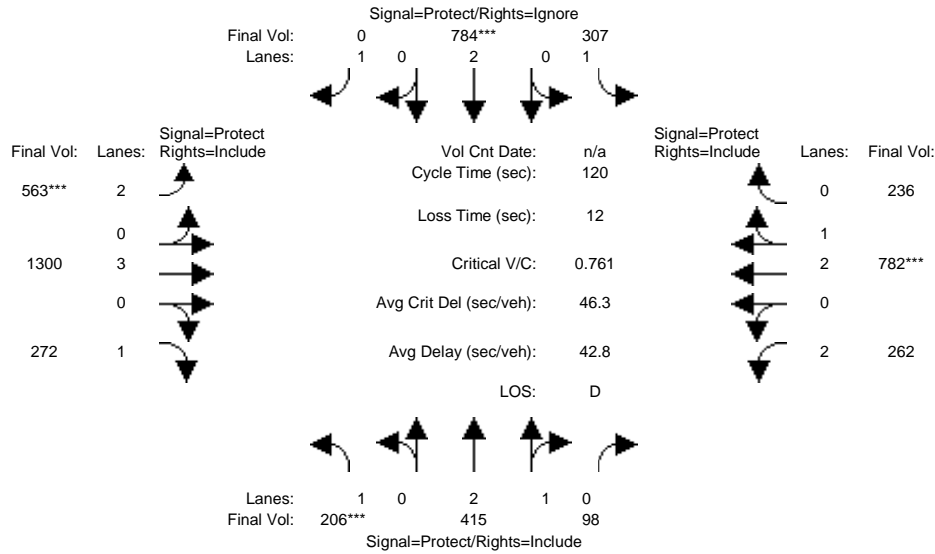 Signal=Protect/Rights=Ignore
Final Vol: 0 784*** 307
Lanes: 1 0 2 0 1
Signal=Protect
Final Vol: Lanes: Rights=Include
Vol Cnt Date: n/a
Signal=Protect
Rights=Include Lanes: Final Vol:
Cycle Time (sec): 120
563*** 2
0 236
Loss Time (sec): 12
0
1
1300 3
Critical V/C: 0.761
2 782***
0
Avg Crit Del (sec/veh): 46.3
0
272 1
Avg Delay (sec/veh): 42.8
2 262
LOS: D
Lanes: 1 0 2 1 0
Final Vol: 206*** 415 98
Signal=Protect/Rights=Include